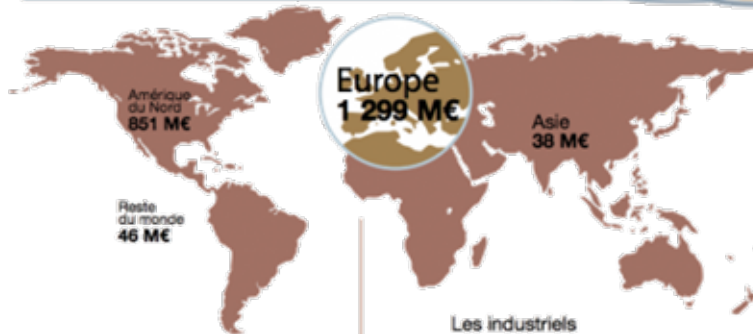 Europe
1 299 M€
Amérique
du Nord
851 M€
Asie
38 M€
Reste
du monde
46 M€
Les industriels